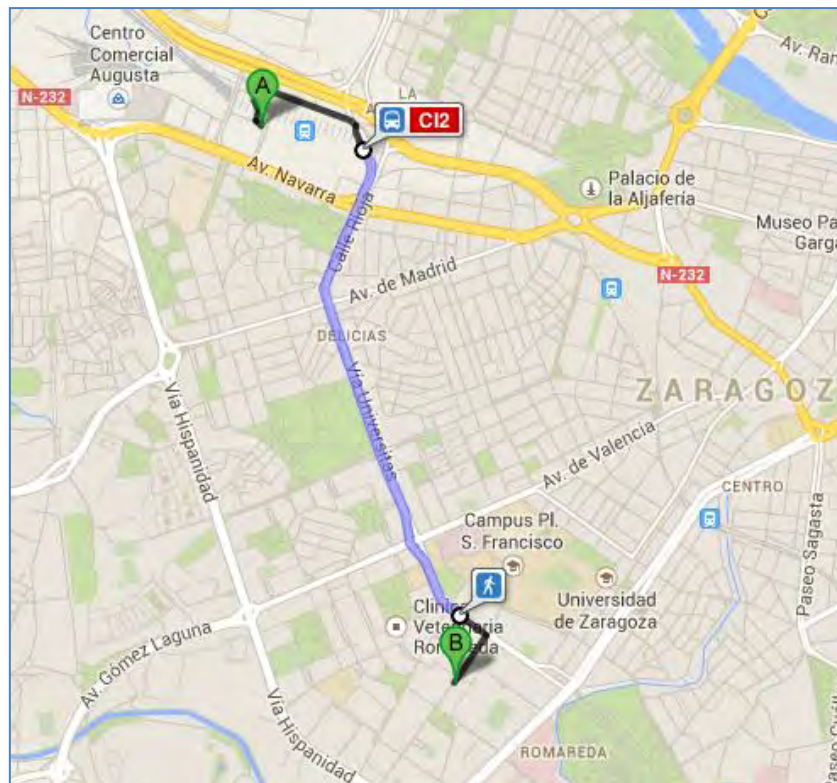 Centro
Comercial
Augusta
N-232
A
LA
CI2
Av. Navarra
Calle Rioja
Palacio de
la Aljafería
Museo Pa
Garga
N-232
Av. de Madrid
DELICIAS
Vía Universitas
Vía Hispanidad
ZARAGOZ
Av. de Valencia
CENTRO
Campus Pl.
S. Francisco
Universidad
de Zaragoza
Paseo Sagasta
B
Av. Gómez Laguna
Vía Hispanidad
ROMAREDA
Av. Ran